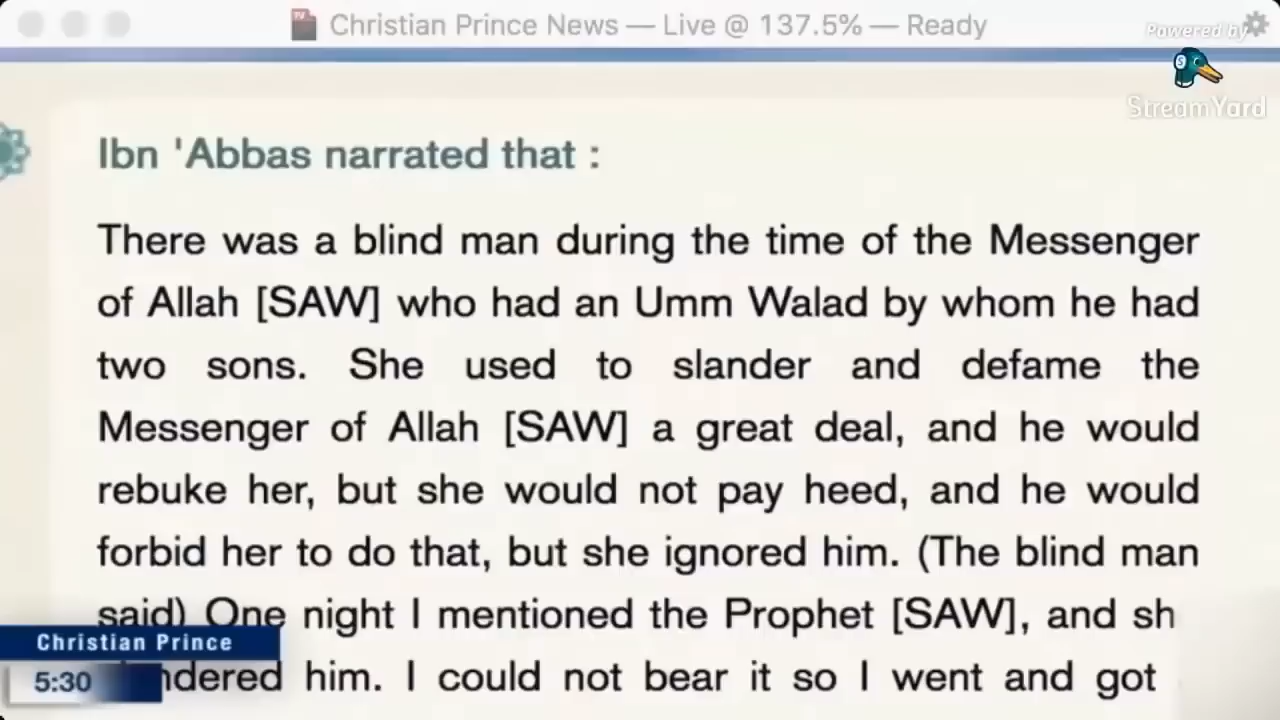 Christian Prince News — Live @ 137.5% — Ready
Powered by
StreamYard
Ibn 'Abbas narrated that :
There was a blind man during the time of the Messenger
of Allah [SAW] who had an Umm Walad by whom he had
two sons. She used to slander and defame the
Messenger of Allah [SAW] a great deal, and he would
rebuke her, but she would not pay heed, and he would
forbid her to do that, but she ignored him. (The blind man
said) One night I mentioned the Prophet [SAW], and sh
ndered him. I could not bear it so I went and got
Christian Prince
5:30